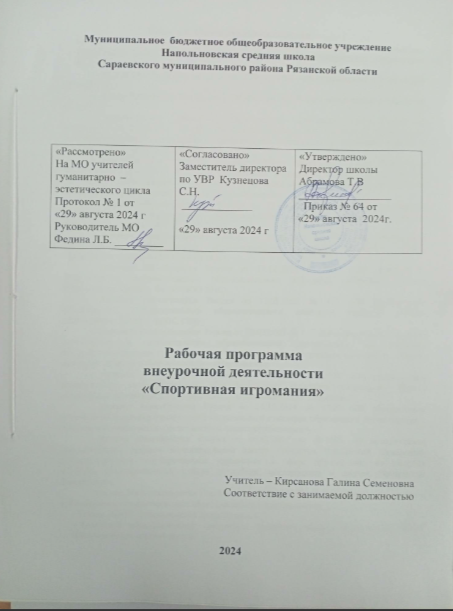 Муниципальное бюджетное общеобразовательное учреждение
Напольновская средняя школа
Сараевского муниципального района Рязанской области
«Рассмотрено»
На МО учителей
гуманитарно –
эстетического цикла
Протокол № 1 от
«29» августа 2024 г
Руководитель МО
Федина Л.Б.
«Согласовано»
Заместитель директора
по УВР Кузнецова
С.Н.
«29» августа 2024 г
«Утверждено»
Директор школы
Абрамова Т.В
Приказ № 64 от
«29» августа 2024г.
Рабочая программа
внеурочной деятельности
«Спортивная игромания»
Учитель – Кирсанова Галина Семеновна
Соответствие с занимаемой должностью
2024